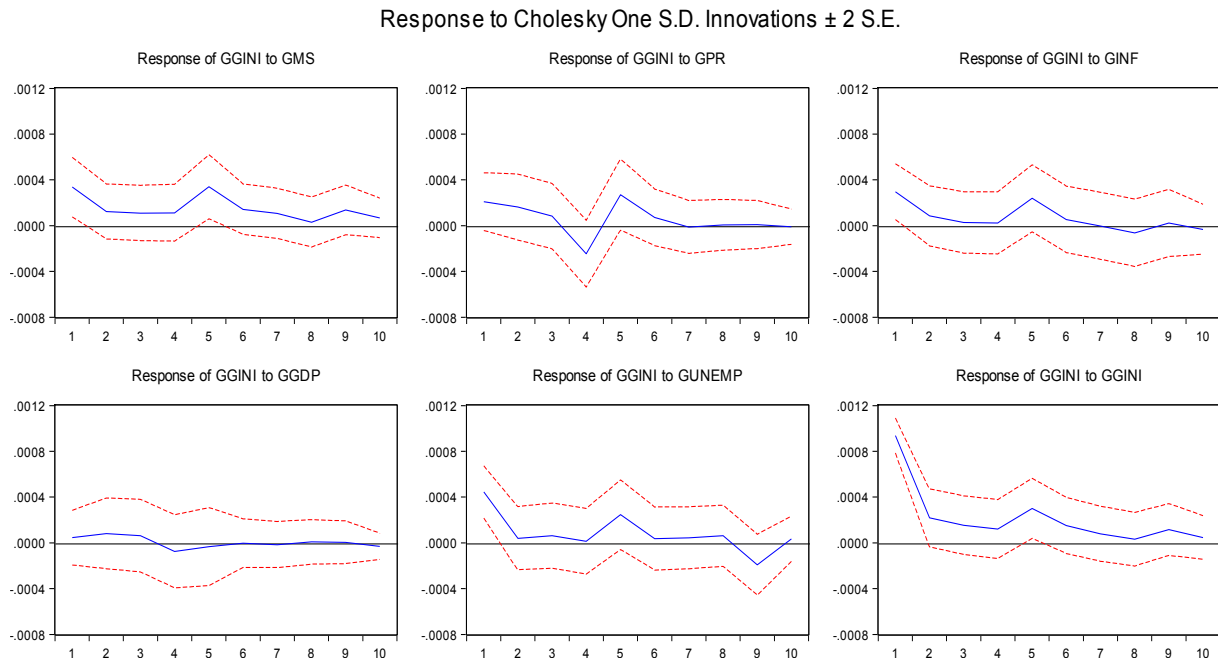 Response to Cholesky One S.D. Innovations ± 2 S.E.
Response of GGINI to GMS
.0012
.0008
.0004
.0000
-.0004
-.0008
1 2 3 4 5 6 7 8 9 10
Response of GGINI to GPR
.0012
.0008
.0004
.0000
-.0004
-.0008
1 2 3 4 5 6 7 8 9 10
Response of GGINI to GINF
.0012
.0008
.0004
.0000
-.0004
-.0008
1 2 3 4 5 6 7 8 9 10
Response of GGINI to GGDP
.0012
.0008
.0004
.0000
-.0004
-.0008
1 2 3 4 5 6 7 8 9 10
Response of GGINI to GUNEMP
.0012
.0008
.0004
.0000
-.0004
-.0008
1 2 3 4 5 6 7 8 9 10
Response of GGINI to GGINI
.0012
.0008
.0004
.0000
-.0004
-.0008
1 2 3 4 5 6 7 8 9 10